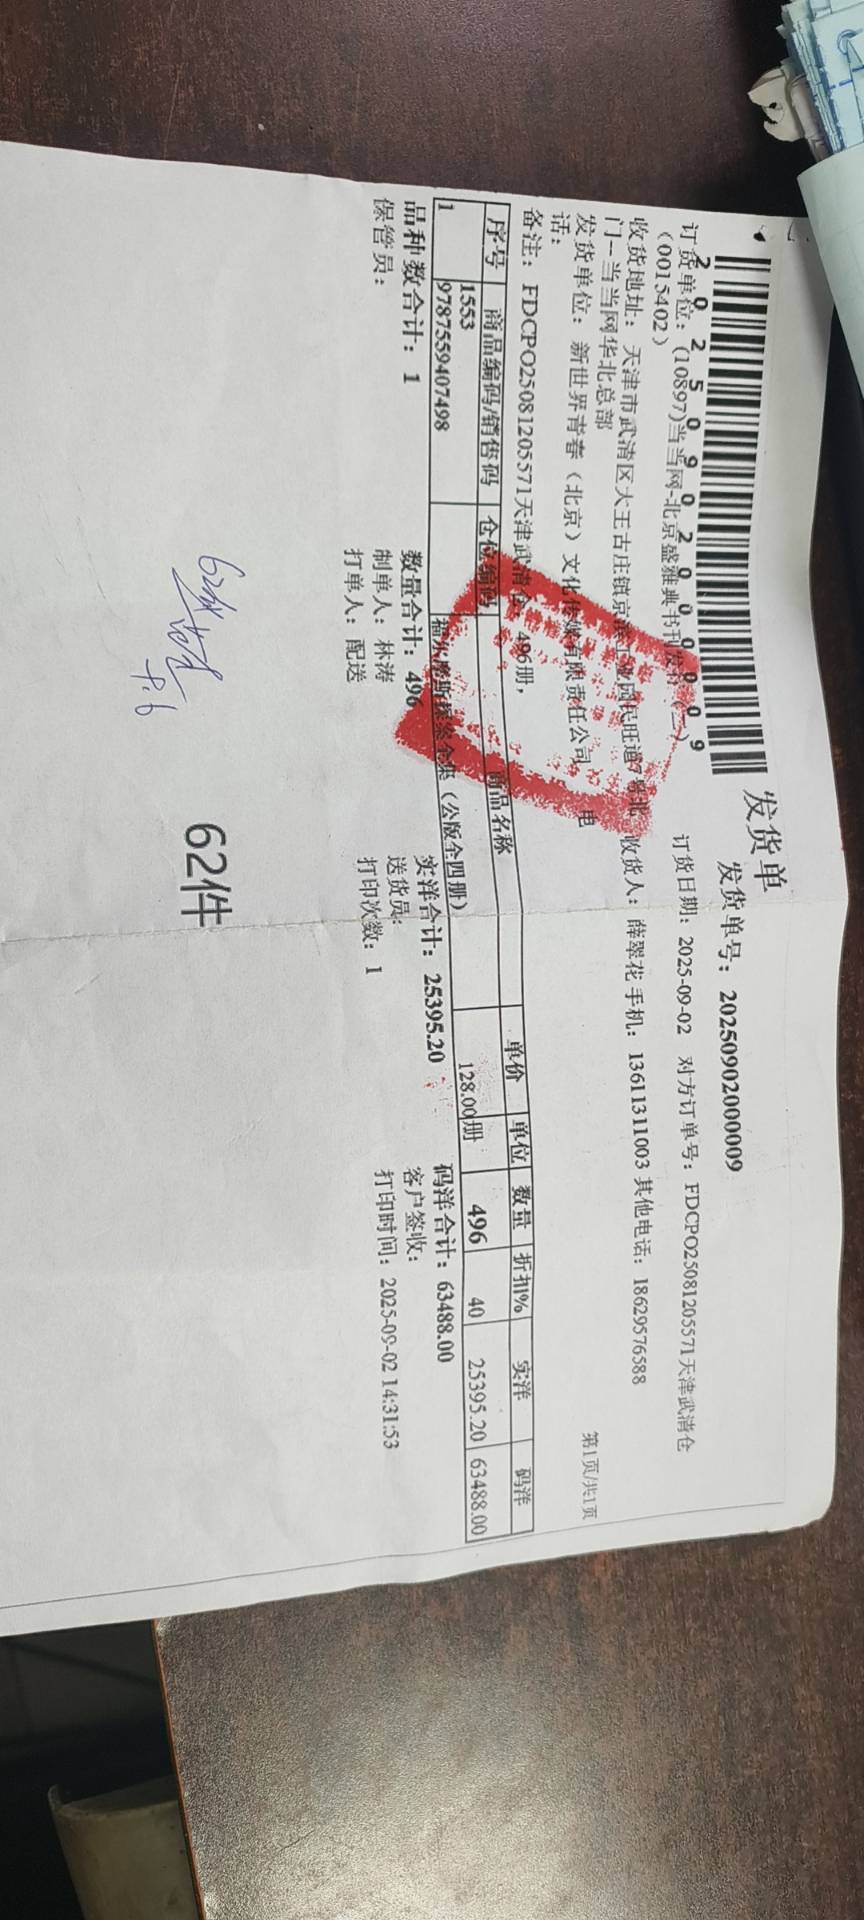 发货单
20250902000009
发货单号：20250902000009
订货单位：(10897)当当网-北京盛雅典书刊发行（二）
（0015402）
订货日期：2025-09-02 对方订单号：FDCPO25081205571天津武清仓
收货地址：天津市武清区大王古庄镇京滨工业园民旺道7号北
门-当当网华北总部
收货人：薛翠花 手机：13611311003 其他电话：18629576588
发货单位：新世界青春（北京）文化传媒有限责任公司 电
话：
第1页/共1页
备注：FDCPO25081205571天津武清仓，496册，
序号 商品编码/销售码 仓位编码 商品名称 单价 单位 数量 折扣% 实洋 码洋
1 1553 福尔摩斯探案全集（公版全四册） 128.00 册 496 40 25395.20 63488.00
9787559407498
品种数合计：1 数量合计：496 实洋合计：25395.20 码洋合计：63488.00
保管员： 制单人：林涛 送货员： 客户签收：
打单人：配送 打印次数：1 打印时间：2025-09-02 14:31:53
62件
62件
9.6